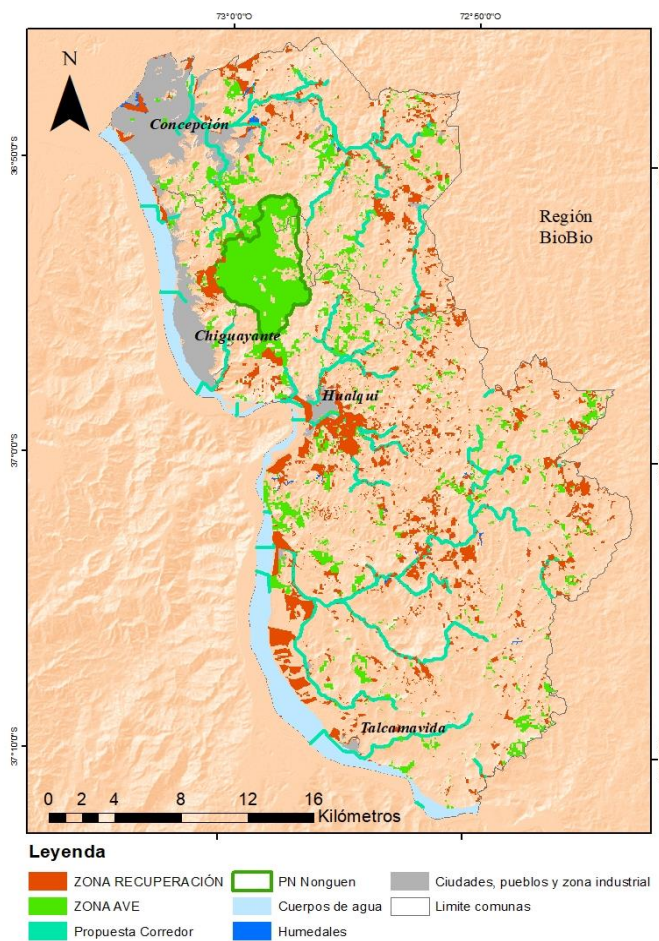 73°0'0"O 72°50'0"O
N
Concepción
36°50'0"S
Región
BioBio
Chiguayante
Hualqui
37°0'0"S
Talcamavida
37°10'0"S
0 2 4 8 12 16
Kilómetros
Leyenda
ZONA RECUPERACIÓN PN Nonguen Ciudades, pueblos y zona industrial
ZONA AVE Cuerpos de agua Limite comunas
Propuesta Corredor Humedales